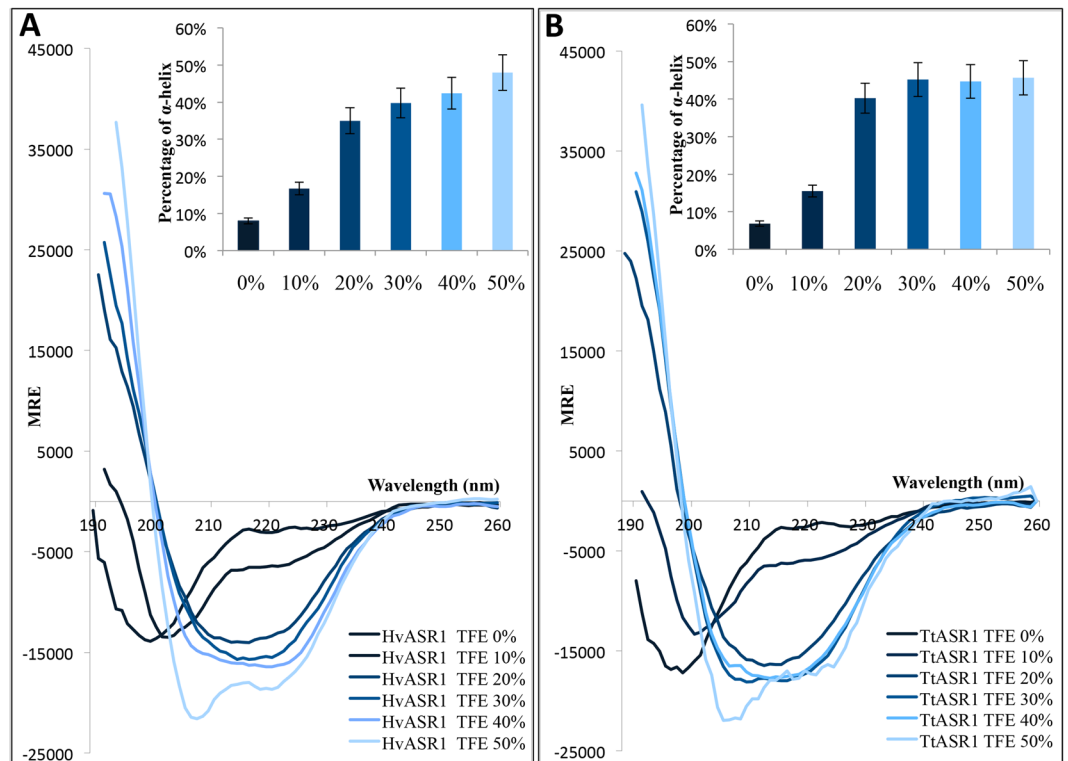 A
60%
50%
40%
30%
20%
10%
0%
Percentage of α-helix
0% 10% 20% 30% 40% 50%
45000
35000
25000
15000
5000
-5000
-15000
-25000
MRE
Wavelength (nm)
190 200 210 220 230 240 250 260
HvASR1 TFE 0%
HvASR1 TFE 10%
HvASR1 TFE 20%
HvASR1 TFE 30%
HvASR1 TFE 40%
HvASR1 TFE 50%
B
60%
50%
40%
30%
20%
10%
0%
Percentage of α-helix
0% 10% 20% 30% 40% 50%
45000
35000
25000
15000
5000
-5000
-15000
-25000
MRE
Wavelength (nm)
190 200 210 220 230 240 250 260
TtASR1 TFE 0%
TtASR1 TFE 10%
TtASR1 TFE 20%
TtASR1 TFE 30%
TtASR1 TFE 40%
TtASR1 TFE 50%